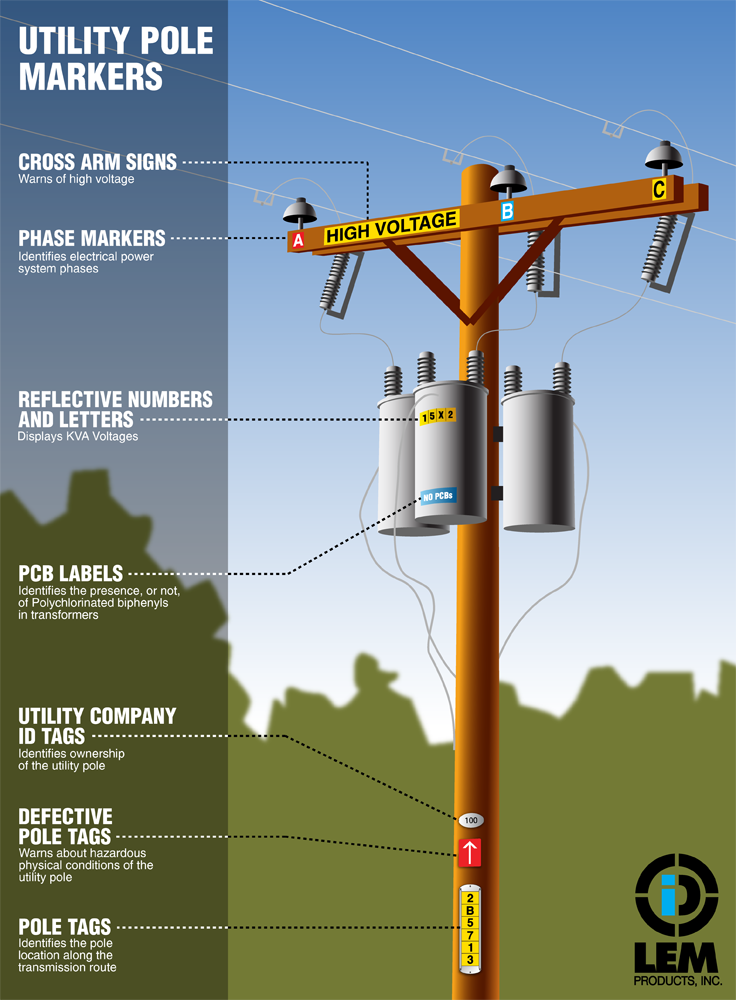 UTILITY POLE
MARKERS
CROSS ARM SIGNS
Warns of high voltage
PHASE MARKERS
Identifies electrical power
system phases
REFLECTIVE NUMBERS
AND LETTERS
Displays KVA Voltages
PCB LABELS
Identifies the presence, or not,
of Polychlorinated biphenyls
in transformers
UTILITY COMPANY
ID TAGS
Identifies ownership
of the utility pole
DEFECTIVE
POLE TAGS
Warns about hazardous
physical conditions of the
utility pole
POLE TAGS
Identifies the pole
location along the
transmission route
A
HIGH VOLTAGE
B
C
15X2
NO PCBs
100
2
B
5
7
1
3
iD
LEM
PRODUCTS, INC.